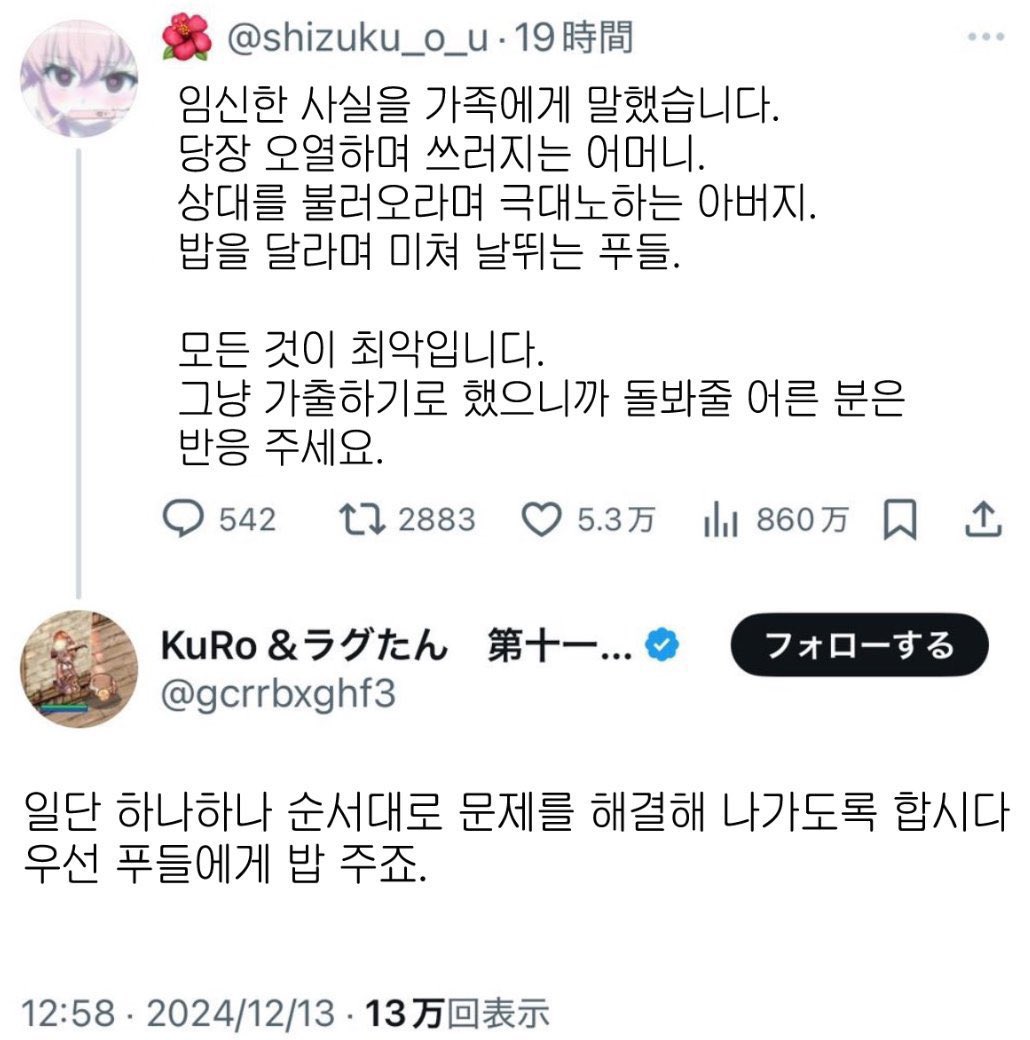 @shizuku_o_u · 19時間
임신한 사실을 가족에게 말했습니다.
당장 오열하며 쓰러지는 어머니.
상대를 불러오라며 극대노하는 아버지.
밥을 달라며 미쳐 날뛰는 푸들.
모든 것이 최악입니다.
그냥 가출하기로 했으니까 돌봐줄 어른 분은
반응 주세요.
542 2883 5.3万 860万
KuRo &ラグたん 第十一...
フォローする
@gcrrbxghf3
일단 하나하나 순서대로 문제를 해결해 나가도록 합시다
우선 푸들에게 밥 주죠.
12:58 · 2024/12/13 · 13万回表示